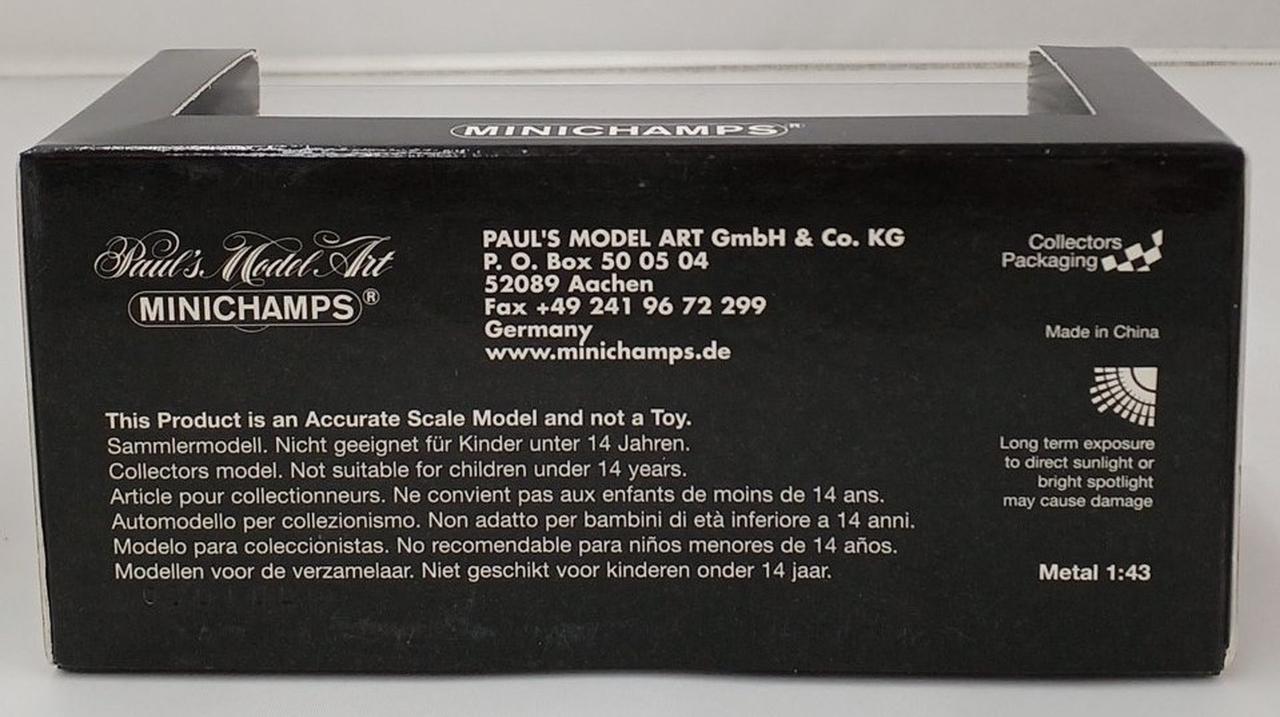 MINICHAMPS®
Paul's Model Art
MINICHAMPS®
PAUL'S MODEL ART GmbH & Co. KG
P. O. Box 50 05 04
52089 Aachen
Fax +49 241 96 72 299
Germany
www.minichamps.de
Collectors
Packaging
Made in China
This Product is an Accurate Scale Model and not a Toy.
Sammlermodell. Nicht geeignet für Kinder unter 14 Jahren.
Collectors model. Not suitable for children under 14 years.
Article pour collectionneurs. Ne convient pas aux enfants de moins de 14 ans.
Automodello per collezionismo. Non adatto per bambini di età inferiore a 14 anni.
Modelo para coleccionistas. No recomendable para niños menores de 14 años.
Modellen voor de verzamelaar. Niet geschikt voor kinderen onder 14 jaar.
Long term exposure
to direct sunlight or
bright spotlight
may cause damage
Metal 1:43